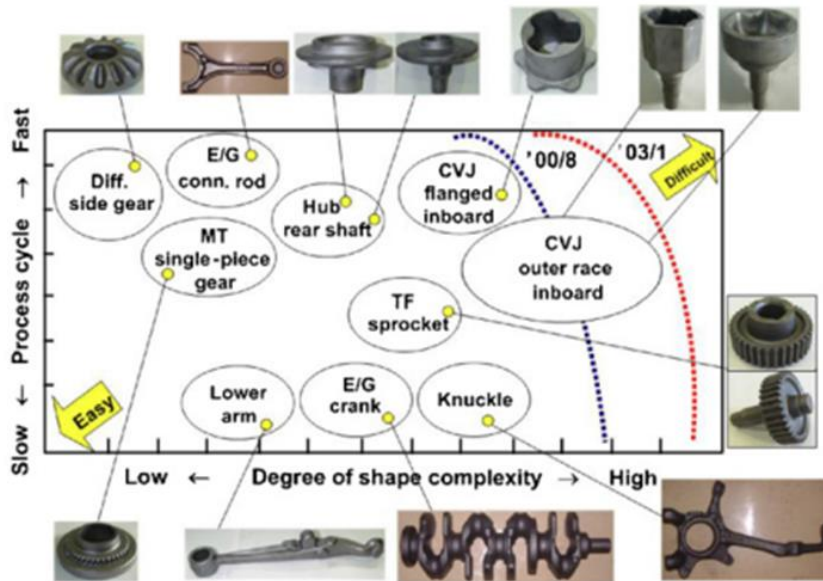 Slow ← Process cycle → Fast
Diff.
side gear
E/G
conn. rod
MT
single-piece
gear
Hub
rear shaft
CVJ
flanged
inboard
'00/8
'03/1
Difficult
CVJ
outer race
inboard
TF
sprocket
Easy
Lower
arm
E/G
crank
Knuckle
Low ← Degree of shape complexity → High